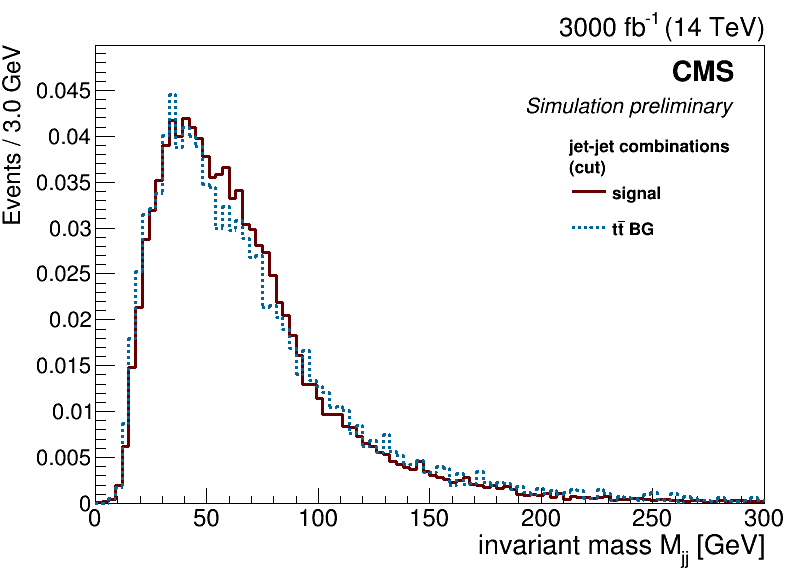 3000 fb⁻¹ (14 TeV)
CMS
Simulation preliminary
jet-jet combinations
(cut)
signal
tt̄ BG
Events / 3.0 GeV
0.045
0.04
0.035
0.03
0.025
0.02
0.015
0.01
0.005
0
0 50 100 150 200 250 300
invariant mass Mjj [GeV]